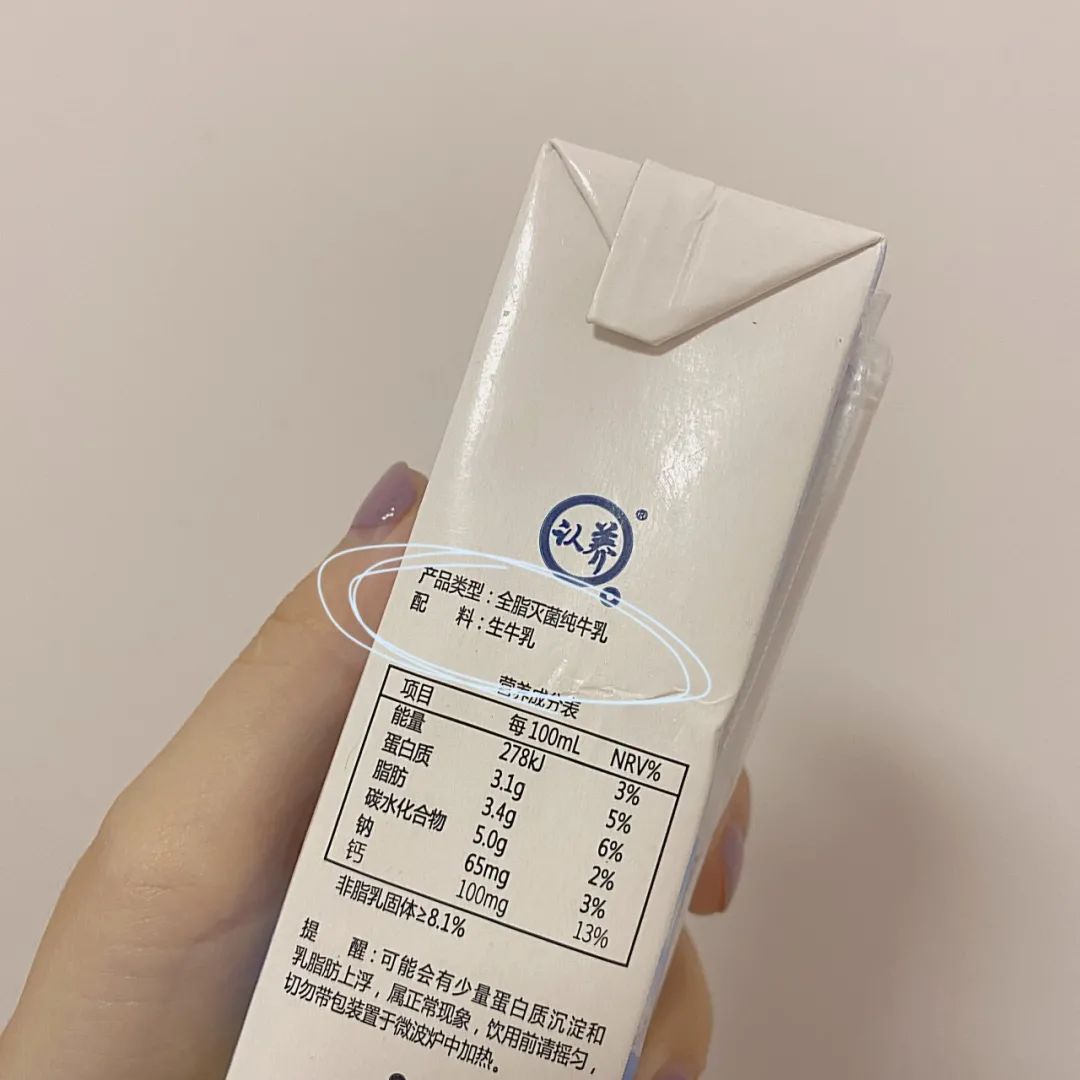 认养
®
产品类型：全脂灭菌纯牛乳
配 料：生牛乳
营养成分表
项目 每100mL NRV%
能量 278kJ 3%
蛋白质 3.1g 5%
脂肪 3.4g 6%
碳水化合物 5.0g 2%
钠 65mg 3%
钙 100mg 13%
非脂乳固体≥8.1%
提 醒：可能会有少量蛋白质沉淀和
乳脂肪上浮，属正常现象，饮用前请摇匀，
切勿带包装置于微波炉中加热。